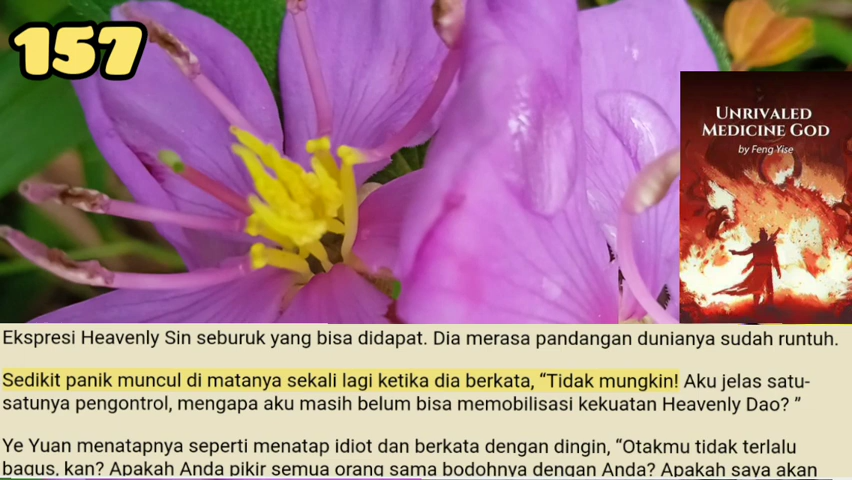 157
UNRIVALED
MEDICINE GOD
by Feng Yise
Ekspresi Heavenly Sin seburuk yang bisa didapat. Dia merasa pandangan dunianya sudah runtuh.
Sedikit panik muncul di matanya sekali lagi ketika dia berkata, “Tidak mungkin! Aku jelas satu-
satunya pengontrol, mengapa aku masih belum bisa memobilisasi kekuatan Heavenly Dao? ”
Ye Yuan menatapnya seperti menatap idiot dan berkata dengan dingin, “Otakmu tidak terlalu
bagus, kan? Apakah Anda pikir semua orang sama bodohnya dengan Anda? Apakah saya akan